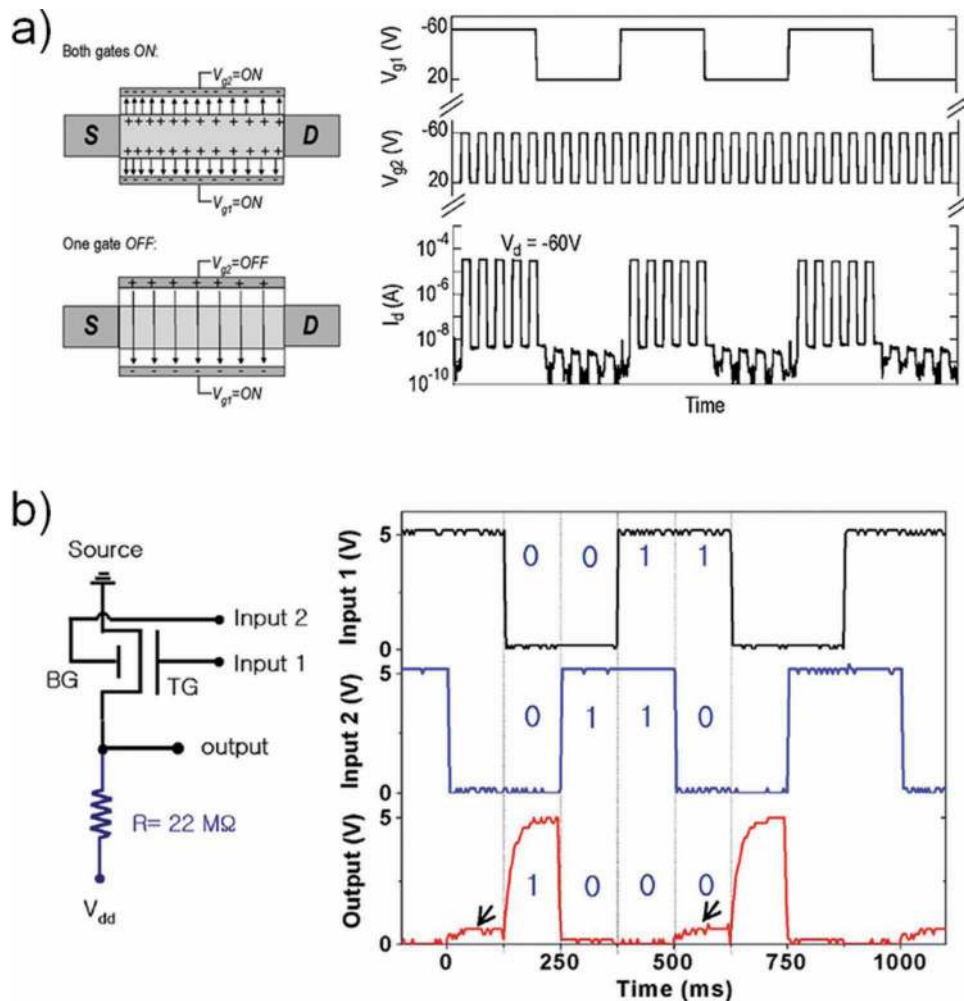 a)
Both gates ON:
V_g2=ON
S
D
V_g1=ON
One gate OFF:
V_g2=OFF
S
D
V_g1=ON
V_g1 (V)
-60
20
V_g2 (V)
-60
20
I_d (A)
10^-4
10^-6
10^-8
10^-10
V_d = -60V
Time
b)
Source
Input 2
Input 1
BG
TG
output
R= 22 MΩ
V_dd
Input 1 (V)
5
0
0 0 1 1
Input 2 (V)
5
0
0 1 1 0
Output (V)
5
0
1 0 0 0
0 250 500 750 1000
Time (ms)